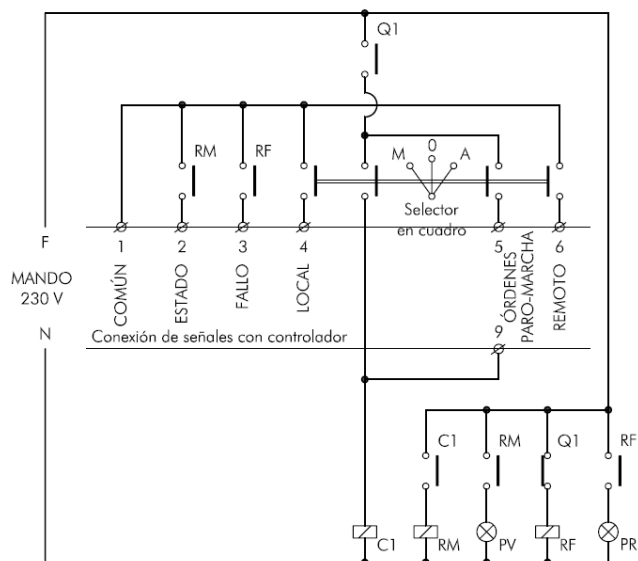 Q1
M
0
A
RM
RF
Selector
en cuadro
F
MANDO
230 V
N
1
2
3
4
5
6
COMÚN
ESTADO
FALLO
LOCAL
ÓRDENES
PARO-MARCHA
REMOTO
Conexión de señales con controlador
9
C1
RM
Q1
RF
C1
RM
PV
RF
PR